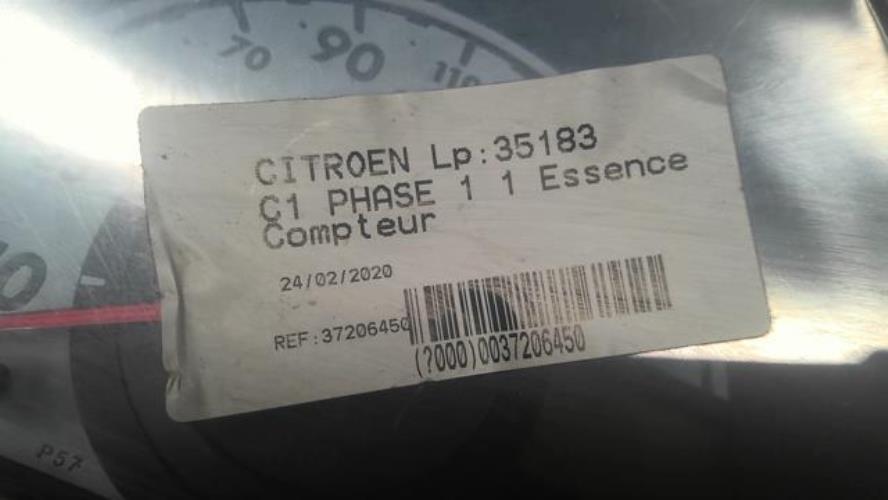 70 90 110
CITROEN Lp:35183
C1 PHASE 1 1 Essence
Compteur
24/02/2020
REF:37206450
(?000)0037206450
P57